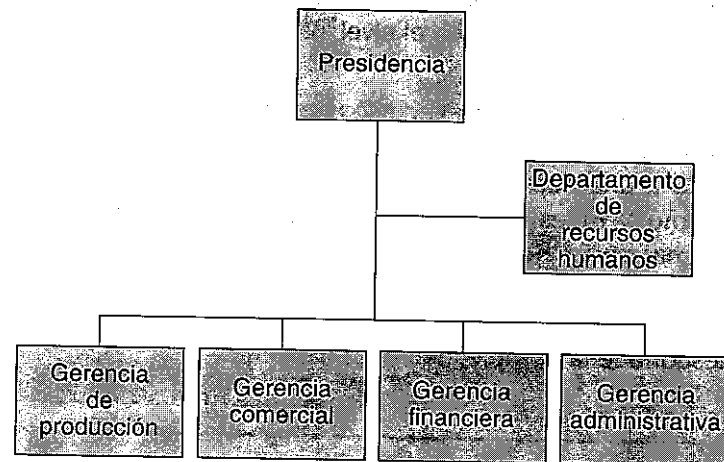 Presidencia
Departamento
de
recursos
humanos
Gerencia
de
producción
Gerencia
comercial
Gerencia
financiera
Gerencia
administrativa